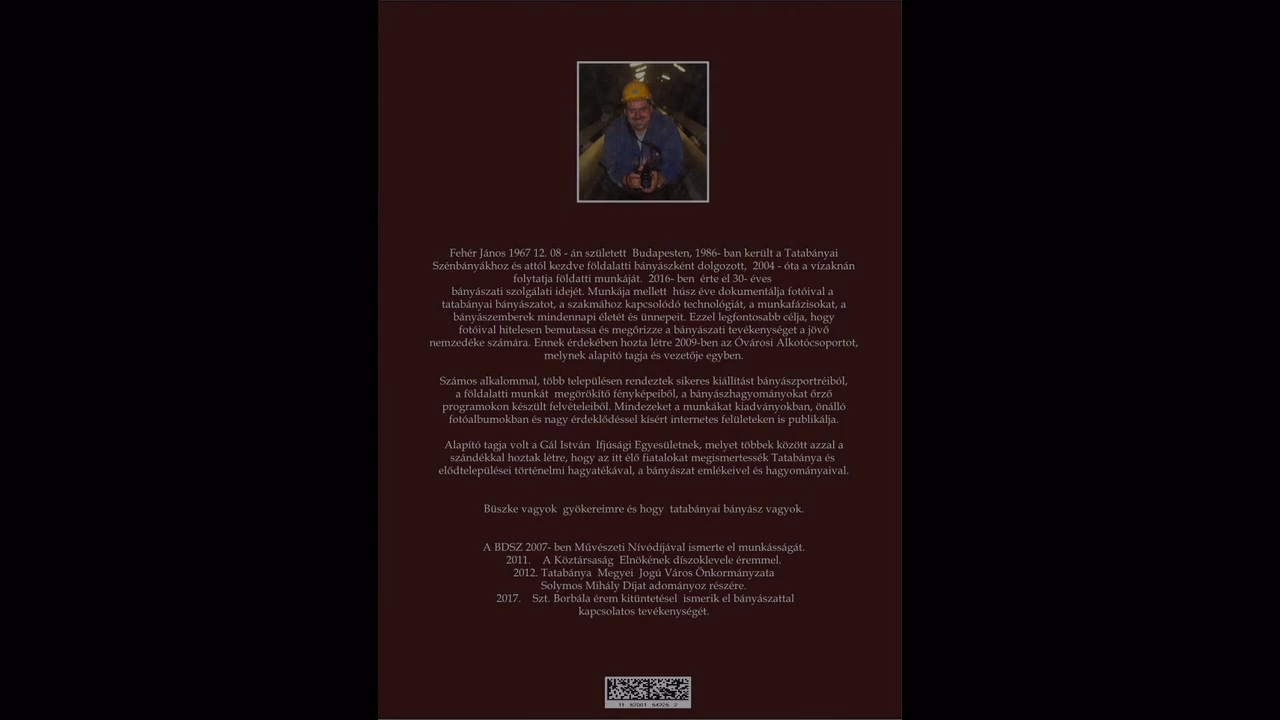 Fehér János 1967 12. 08 - án született Budapesten, 1986- ban került a Tatabányai
Szénbányákhoz és attól kezdve földalatti bányászként dolgozott, 2004 - óta a vízaknán
folytatja földatti munkáját. 2016- ben érte el 30- éves
bányászati szolgálati idejét. Munkája mellett húsz éve dokumentálja fotóival a
tatabányai bányászatot, a szakmához kapcsolódó technológiát, a munkafázisokat, a
bányászemberek mindennapi életét és ünnepeit. Ezzel legfontosabb célja, hogy
fotóival hitelesen bemutassa és megőrizze a bányászati tevékenységet a jövő
nemzedéke számára. Ennek érdekében hozta létre 2009-ben az Óvárosi Alkotócsoportot,
melynek alapító tagja és vezetője egyben.
Számos alkalommal, több településen rendeztek sikeres kiállítást bányászportréiból,
a földalatti munkát megörökítő fényképeiből, a bányászhagyományokat őrző
programokon készült felvételeiből. Mindezeket a munkákat kiadványokban, önálló
fotóalbumokban és nagy érdeklődéssel kísért internetes felületeken is publikálja.
Alapító tagja volt a Gál István Ifjúsági Egyesületnek, melyet többek között azzal a
szándékkal hoztak létre, hogy az itt élő fiatalokat megismertessék Tatabánya és
elődtelepülései történelmi hagyatékával, a bányászat emlékeivel és hagyományaival.
Büszke vagyok gyökereimre és hogy tatabányai bányász vagyok.
A BDSZ 2007- ben Művészeti Nívódíjával ismerte el munkásságát.
2011. A Köztársaság Elnökének díszoklevele éremmel.
2012. Tatabánya Megyei Jogú Város Önkormányzata
Solymos Mihály Díjat adományoz részére.
2017. Szt. Borbála érem kitüntetésel ismerik el bányászattal
kapcsolatos tevékenységét.